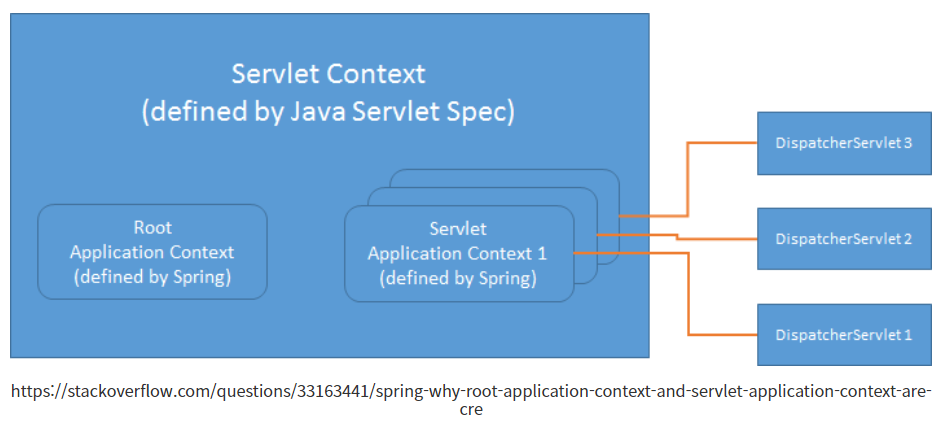 Servlet Context
(defined by Java Servlet Spec)
Root
Application Context
(defined by Spring)
Servlet
Application Context 1
(defined by Spring)
DispatcherServlet 3
DispatcherServlet 2
DispatcherServlet 1
https://stackoverflow.com/questions/33163441/spring-why-root-application-context-and-servlet-application-context-are-
cre